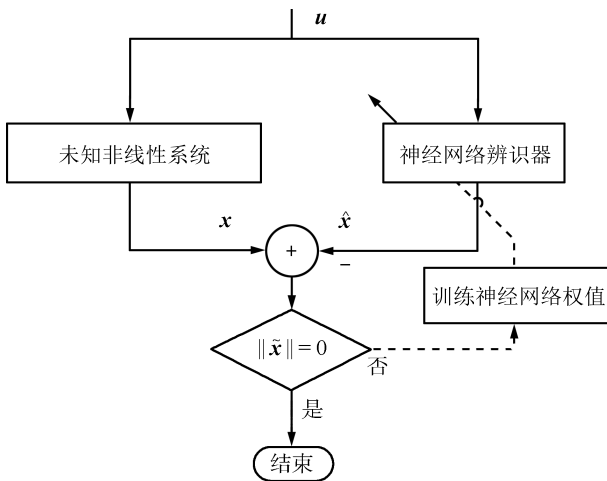 u
未知非线性系统
神经网络辨识器
x
x̂
+
−
训练神经网络权值
‖x̃‖=0
否
是
结束